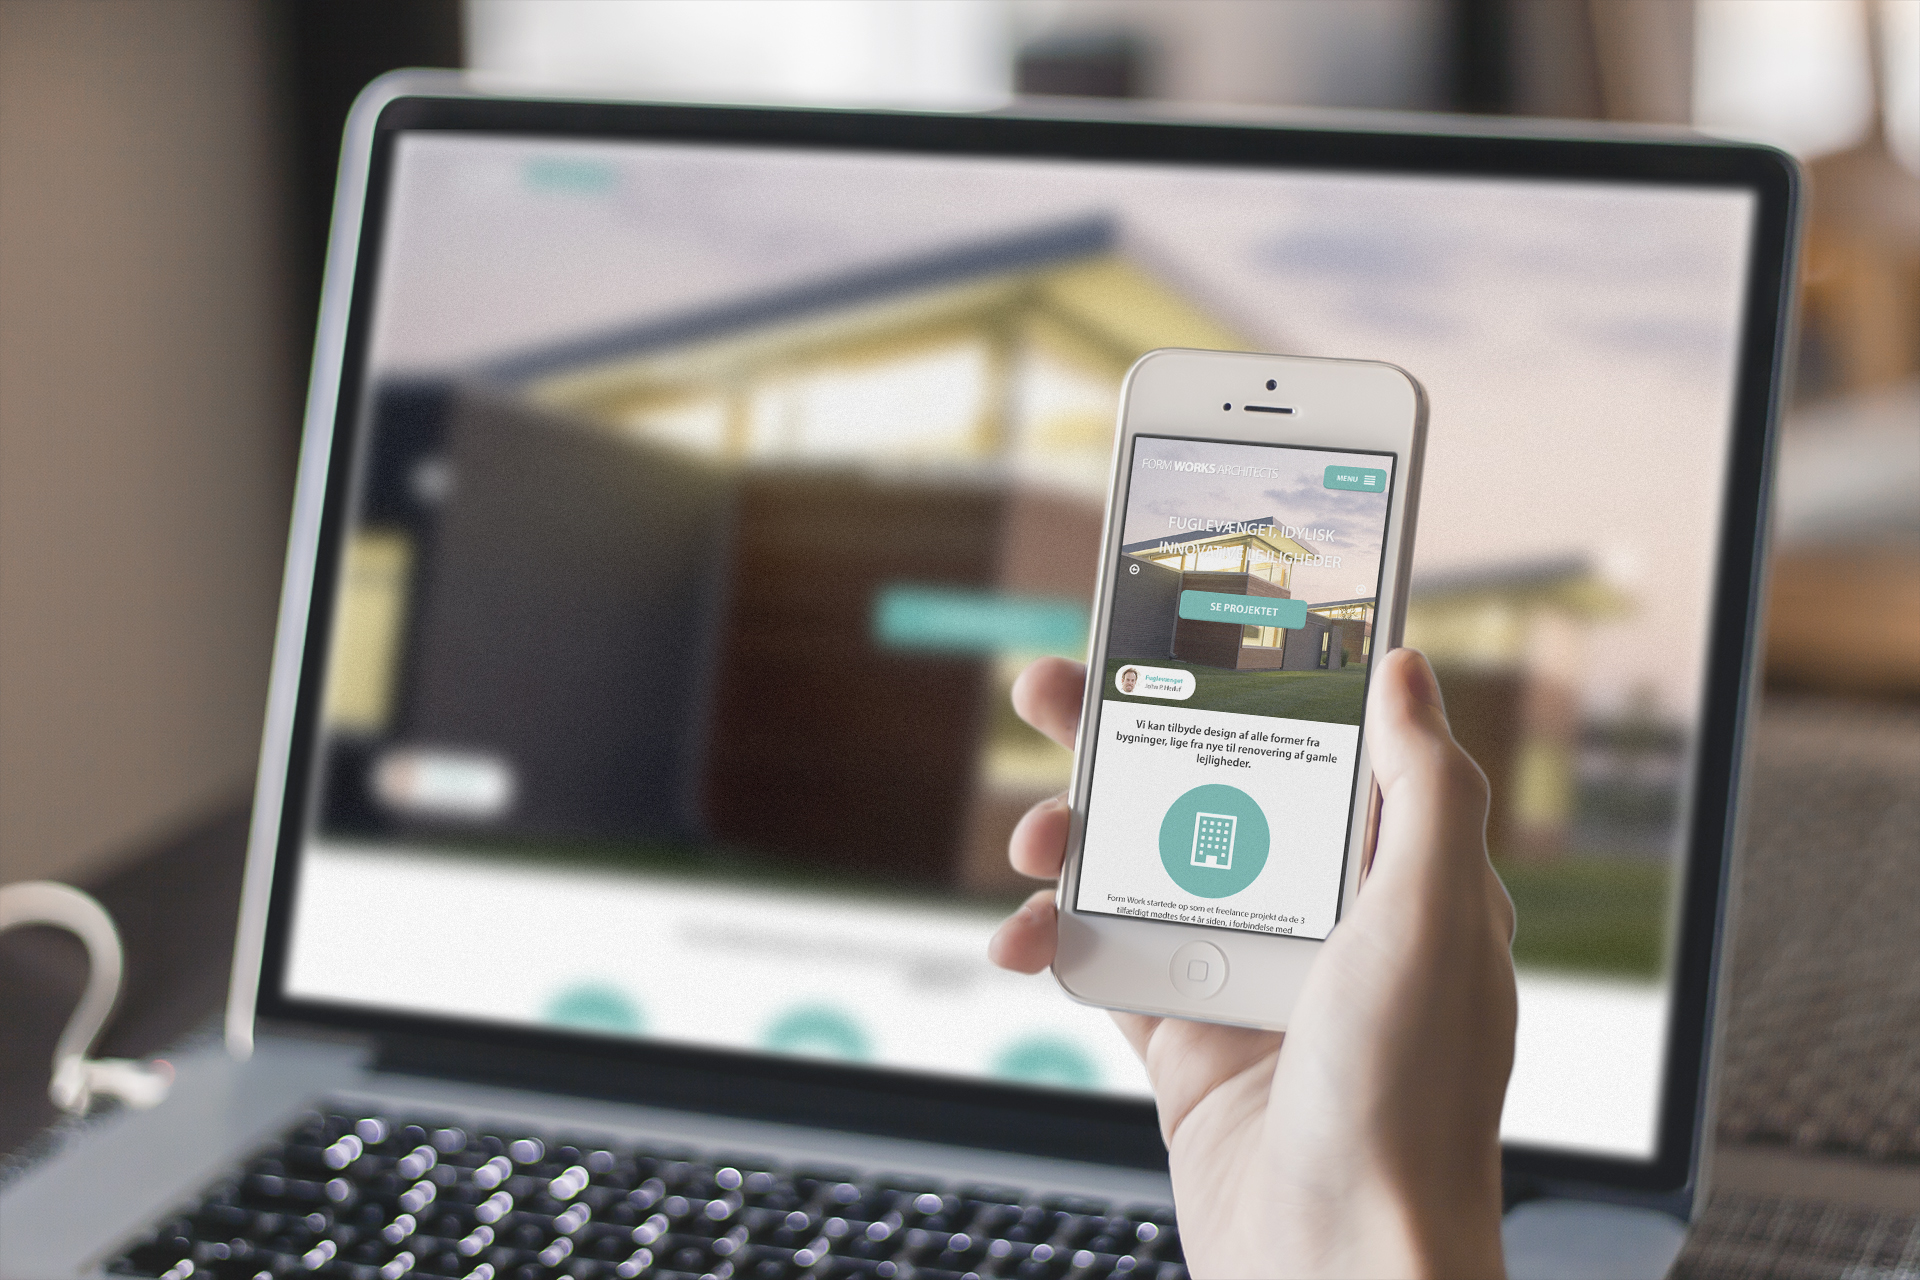 FORM WORKS ARCHITECTS
MENU
FUGLEVÆNGET, IDYLISK
INNOVATIVE LEJLIGHEDER
SE PROJEKTET
Fuglevænget
John P.
Vi kan tilbyde design af alle former fra
bygninger, lige fra nye til renovering af gamle
lejligheder.
Form Work startede op som et freelance projekt da de 3
tilfældigt mødtes for 4 år siden, i forbindelse med